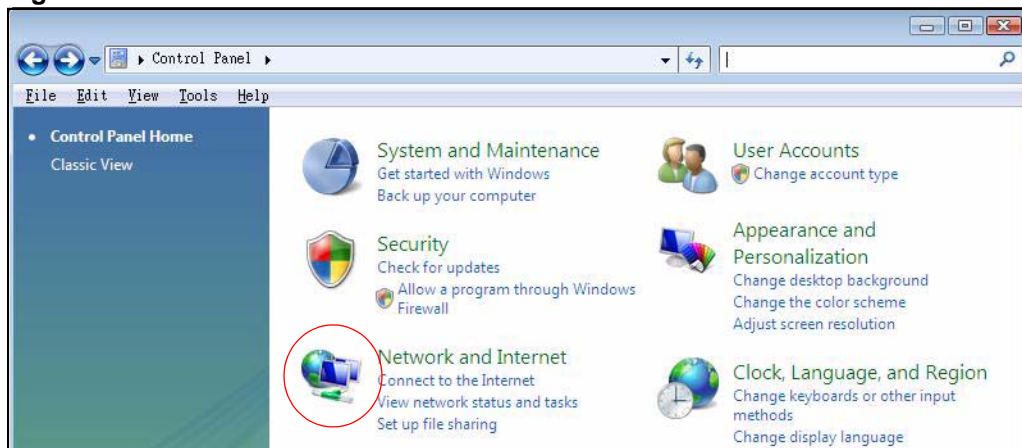 Control Panel
File Edit View Tools Help
Control Panel Home
Classic View
System and Maintenance
Get started with Windows
Back up your computer
Security
Check for updates
Allow a program through Windows
Firewall
Network and Internet
Connect to the Internet
View network status and tasks
Set up file sharing
User Accounts
Change account type
Appearance and
Personalization
Change desktop background
Change the color scheme
Adjust screen resolution
Clock, Language, and Region
Change keyboards or other input
methods
Change display language